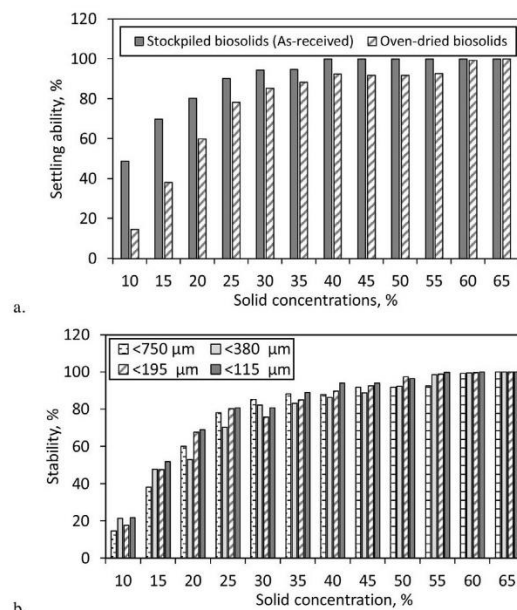 120
Stockpiled biosolids (As-received) Oven-dried biosolids
100
80
60
40
20
0
Settling ability, %
10 15 20 25 30 35 40 45 50 55 60 65
Solid concentrations, %
a.
120
<750 μm <380 μm
100
<195 μm <115 μm
80
60
40
20
0
Stability, %
10 15 20 25 30 35 40 45 50 55 60 65
Solid concentrations, %
b.